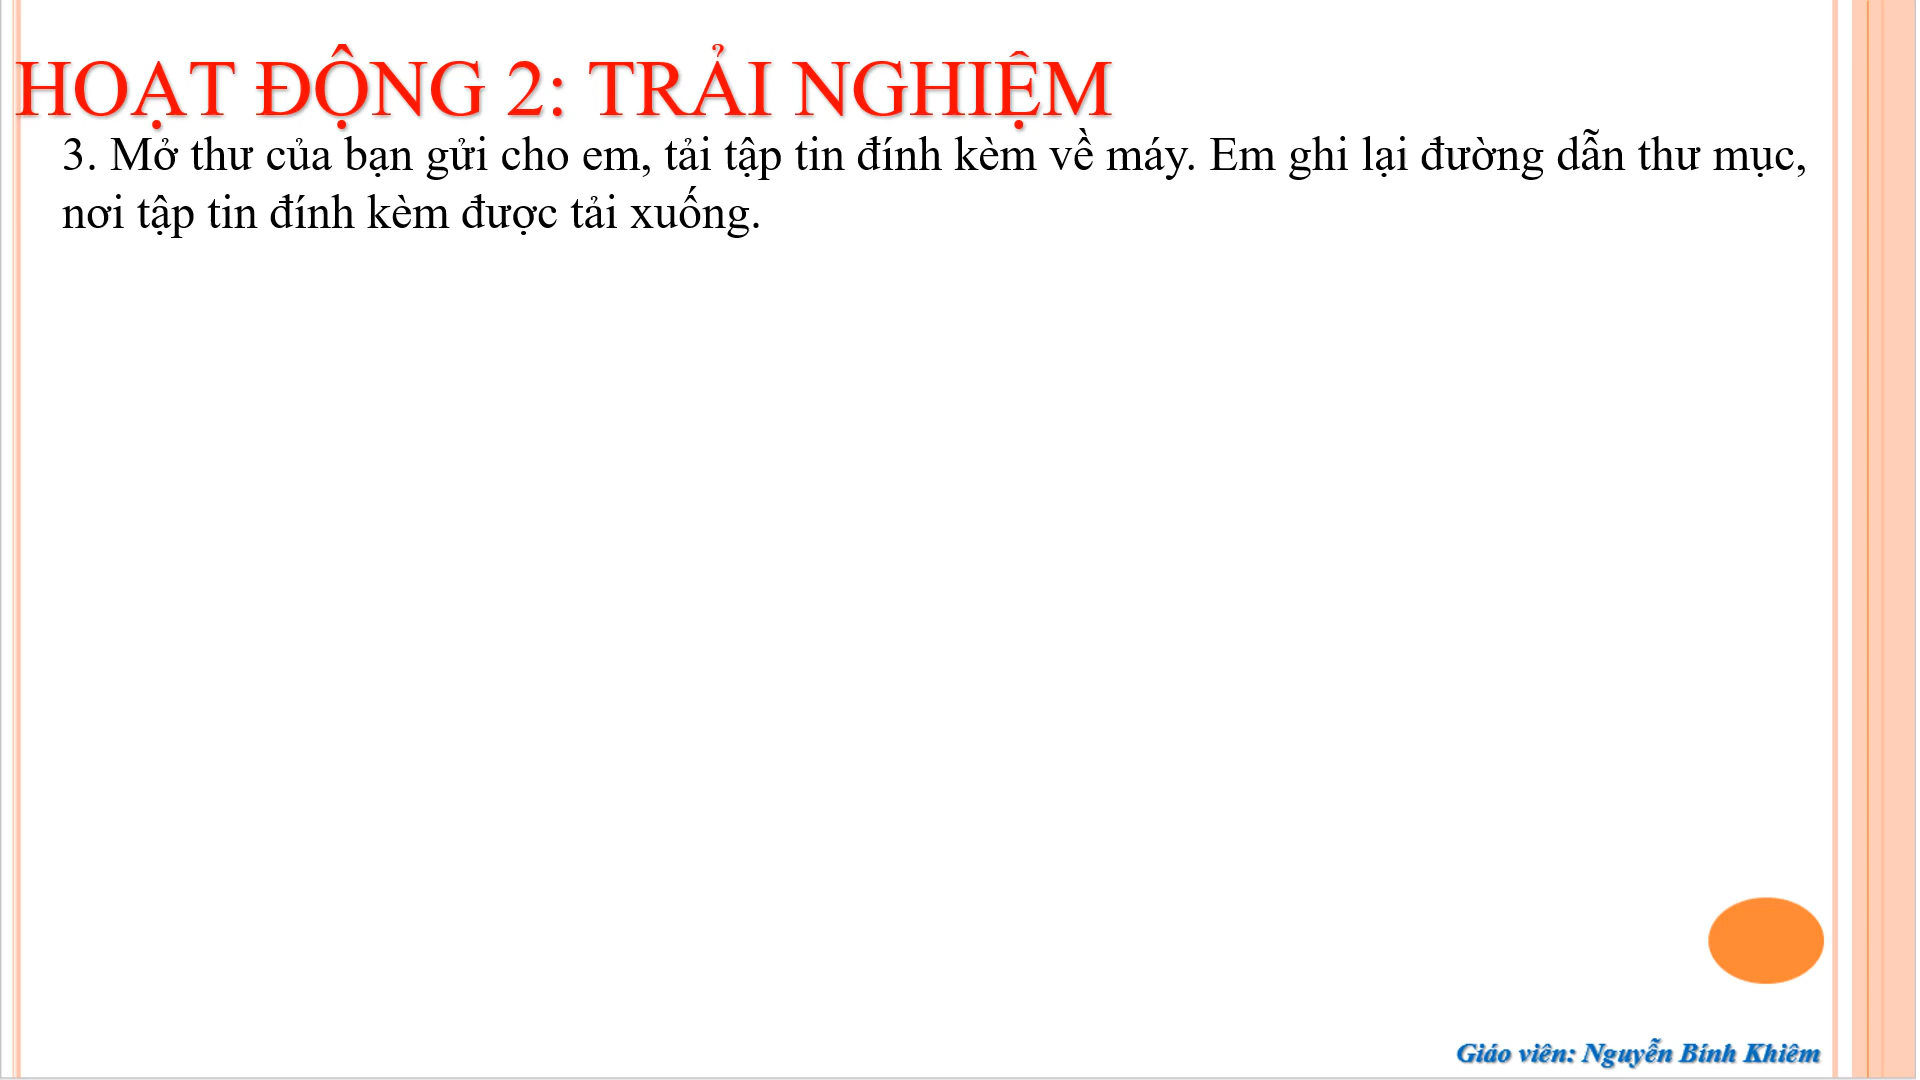 HOẠT ĐỘNG 2: TRẢI NGHIỆM
3. Mở thư của bạn gửi cho em, tải tập tin đính kèm về máy. Em ghi lại đường dẫn thư mục,
nơi tập tin đính kèm được tải xuống.
Giáo viên: Nguyễn Bính Khiêm